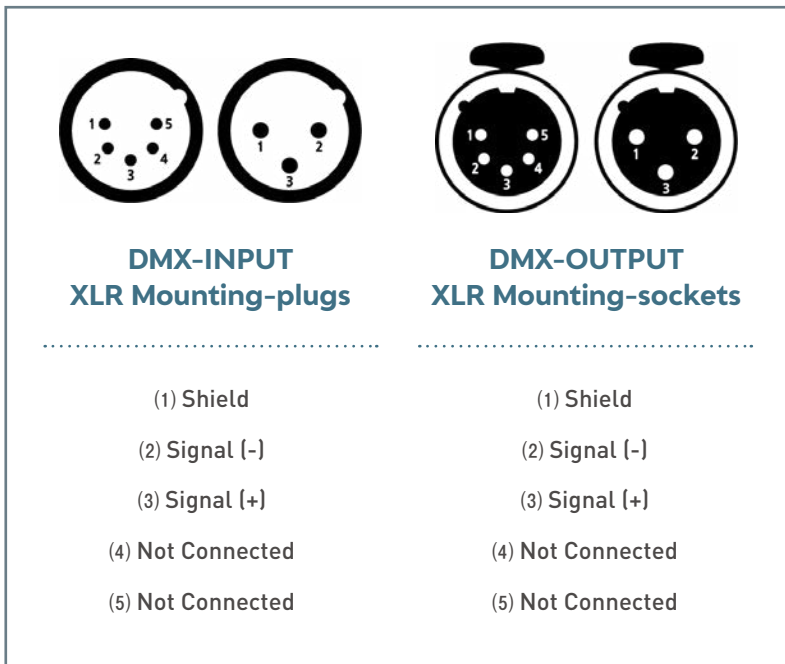 1 5
2 4
3
1 2
3
1 5
2 4
3
1 2
3
DMX-INPUT
XLR Mounting-plugs
(1) Shield
(2) Signal (-)
(3) Signal (+)
(4) Not Connected
(5) Not Connected
DMX-OUTPUT
XLR Mounting-sockets
(1) Shield
(2) Signal (-)
(3) Signal (+)
(4) Not Connected
(5) Not Connected